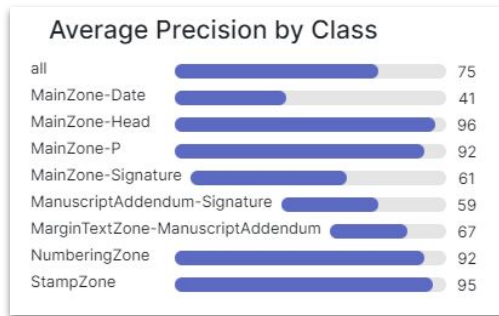 Average Precision by Class
all 75
MainZone-Date 41
MainZone-Head 96
MainZone-P 92
MainZone-Signature 61
ManuscriptAddendum-Signature 59
MarginTextZone-ManuscriptAddendum 67
NumberingZone 92
StampZone 95